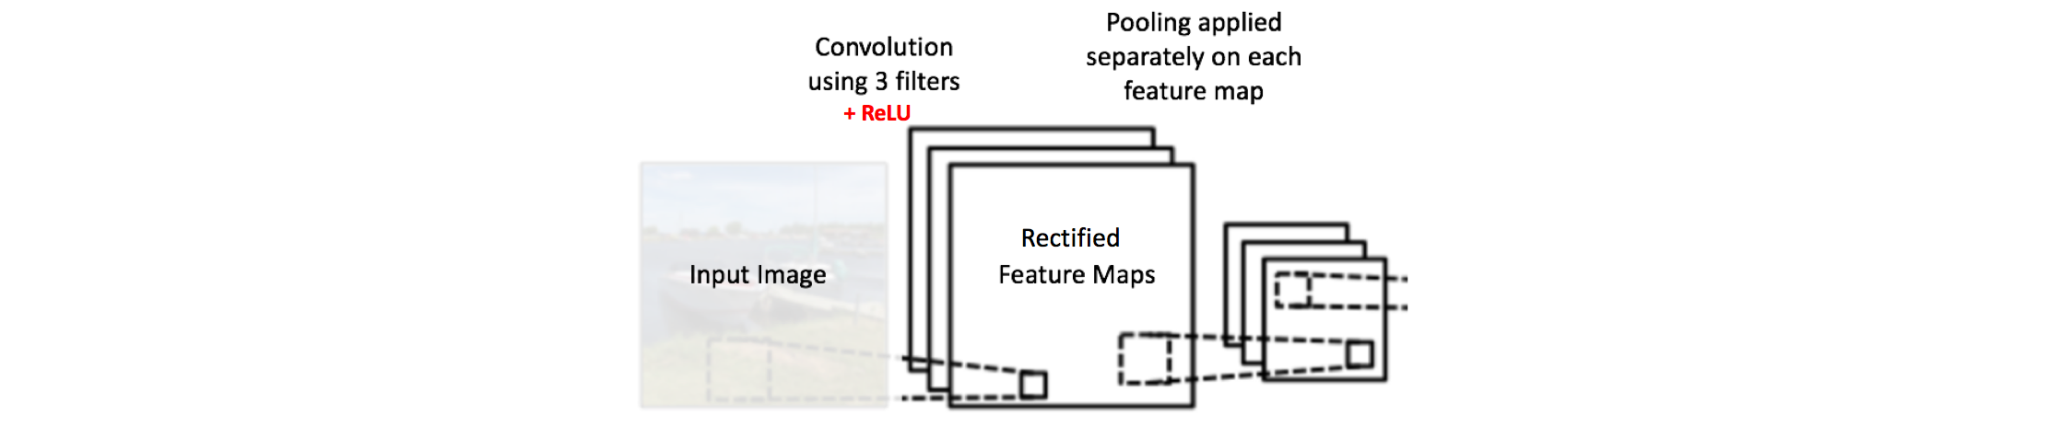 Convolution
using 3 filters
+ ReLU
Pooling applied
separately on each
feature map
Input Image
Rectified
Feature Maps